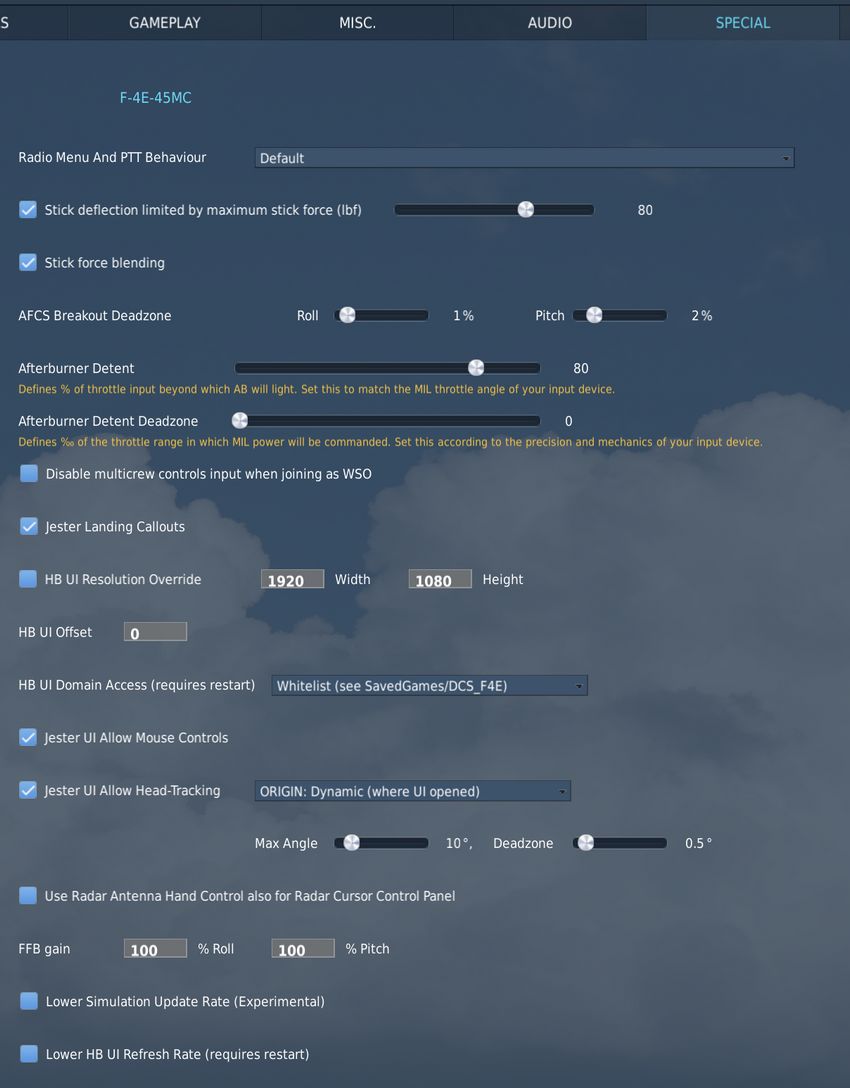 S GAMEPLAY MISC. AUDIO SPECIAL
F-4E-45MC
Radio Menu And PTT Behaviour Default
Stick deflection limited by maximum stick force (lbf) 80
Stick force blending
AFCS Breakout Deadzone Roll 1% Pitch 2%
Afterburner Detent 80
Defines % of throttle input beyond which AB will light. Set this to match the MIL throttle angle of your input device.
Afterburner Detent Deadzone 0
Defines ‰ of the throttle range in which MIL power will be commanded. Set this according to the precision and mechanics of your input device.
Disable multicrew controls input when joining as WSO
Jester Landing Callouts
HB UI Resolution Override 1920 Width 1080 Height
HB UI Offset 0
HB UI Domain Access (requires restart) Whitelist (see SavedGames/DCS_F4E)
Jester UI Allow Mouse Controls
Jester UI Allow Head-Tracking ORIGIN: Dynamic (where UI opened)
Max Angle 10°, Deadzone 0.5°
Use Radar Antenna Hand Control also for Radar Cursor Control Panel
FFB gain 100 % Roll 100 % Pitch
Lower Simulation Update Rate (Experimental)
Lower HB UI Refresh Rate (requires restart)